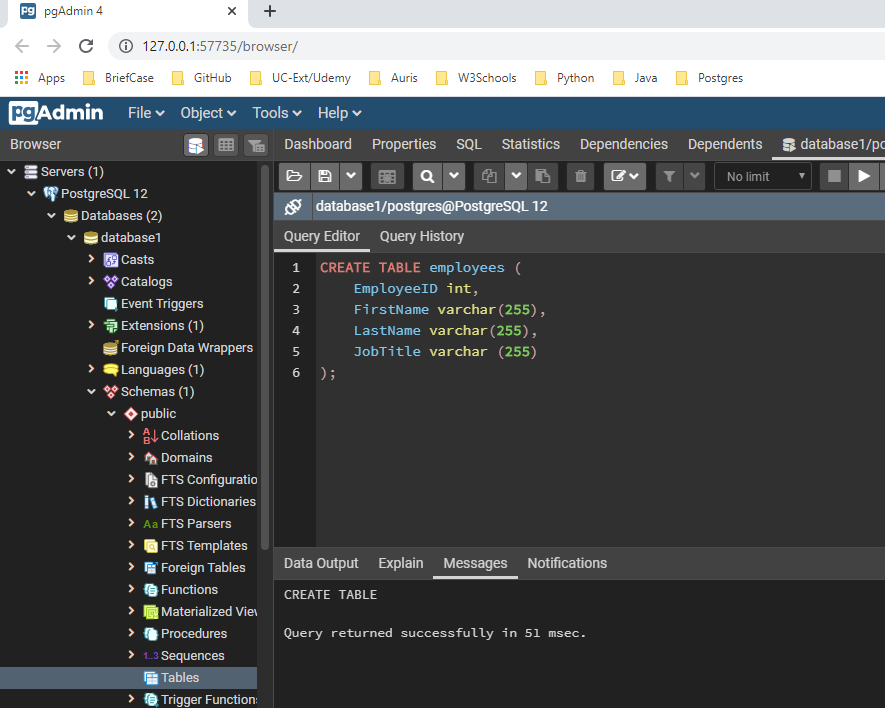 pgAdmin 4
127.0.0.1:57735/browser/
Apps BriefCase GitHub UC-Ext/Udemy Auris W3Schools Python Java Postgres
pgAdmin File Object Tools Help
Browser
Dashboard Properties SQL Statistics Dependencies Dependents database1/po
No limit
database1/postgres@PostgreSQL 12
Query Editor Query History
Servers (1)
PostgreSQL 12
Databases (2)
database1
Casts
Catalogs
Event Triggers
Extensions (1)
Foreign Data Wrappers
Languages (1)
Schemas (1)
public
Collations
Domains
FTS Configuratio
FTS Dictionaries
Aa FTS Parsers
FTS Templates
Foreign Tables
Functions
Materialized Viev
Procedures
1..3 Sequences
Tables
Trigger Function
1 CREATE TABLE employees (
2 EmployeeID int,
3 FirstName varchar(255),
4 LastName varchar(255),
5 JobTitle varchar (255)
6 );
Data Output Explain Messages Notifications
CREATE TABLE
Query returned successfully in 51 msec.